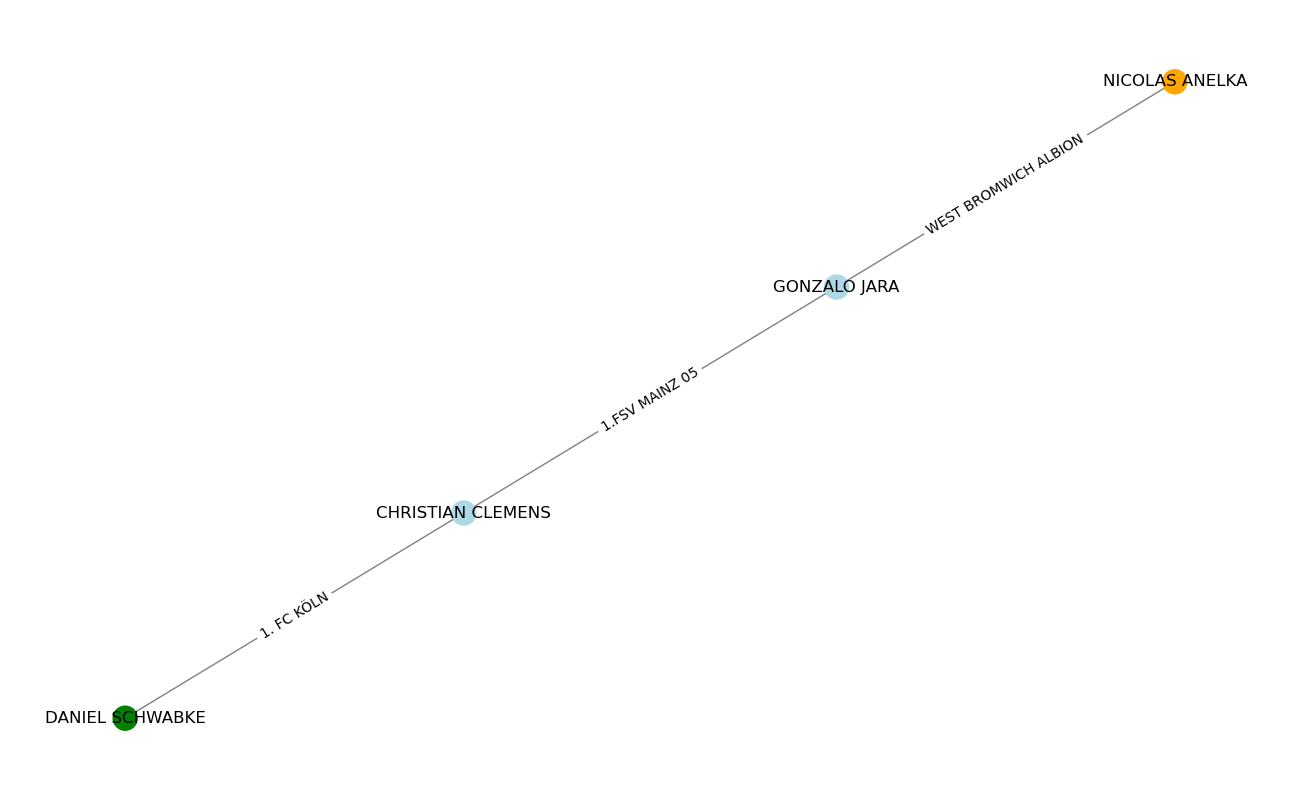 NICOLAS ANELKA
WEST BROMWICH ALBION
GONZALO JARA
1.FSV MAINZ 05
CHRISTIAN CLEMENS
1. FC KÖLN
DANIEL SCHWABKE